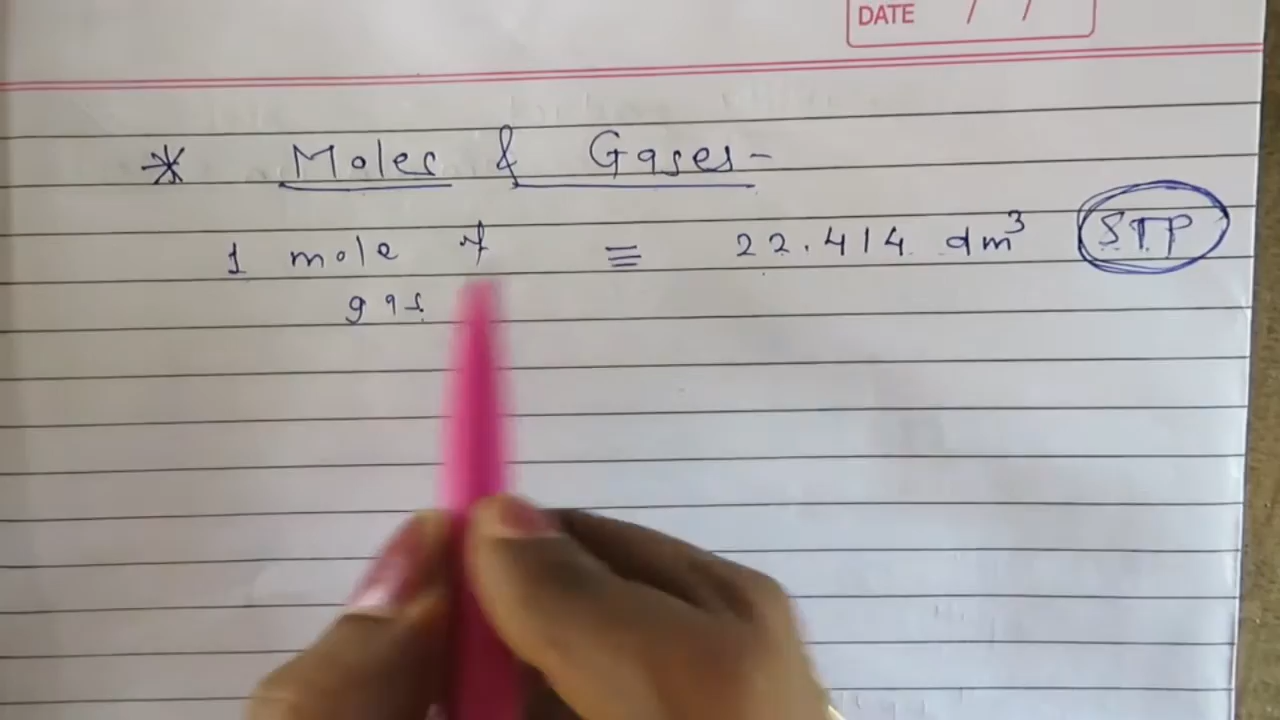 DATE / /
* Moles & Gases-
1 mole of ≡ 22.414 dm³ STP
gas